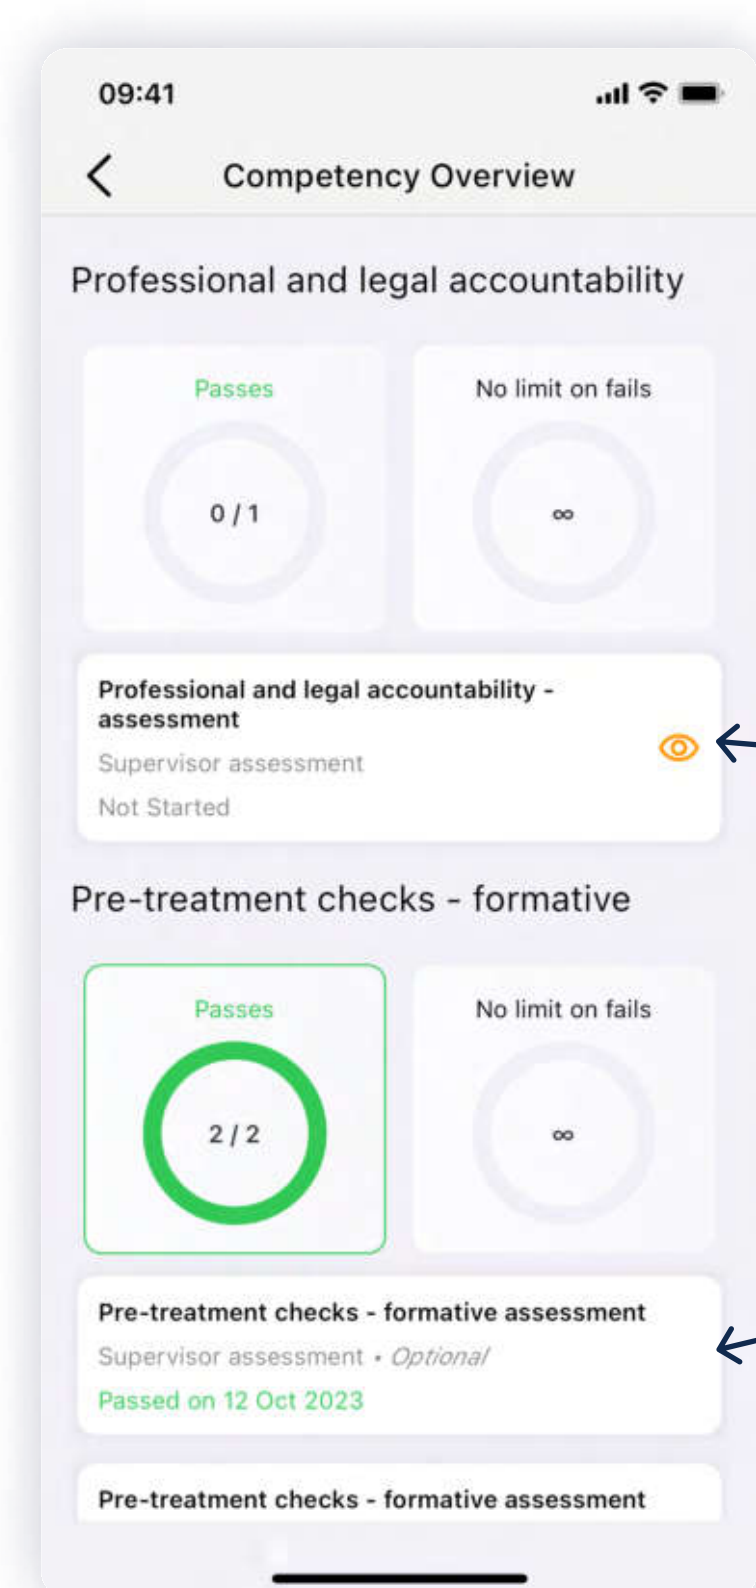 09:41
Competency Overview
Professional and legal accountability
Passes
No limit on fails
0 / 1
∞
Professional and legal accountability -
assessment
Supervisor assessment
Not Started
Pre-treatment checks - formative
Passes
No limit on fails
2 / 2
∞
Pre-treatment checks - formative assessment
Supervisor assessment • Optional
Passed on 12 Oct 2023
Pre-treatment checks - formative assessment